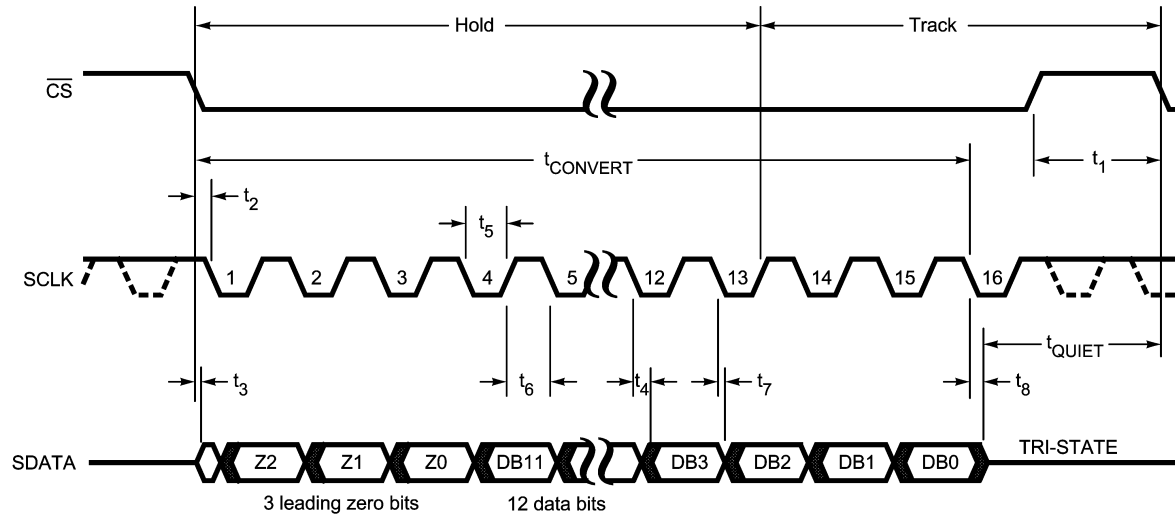 Hold Track
CS
tCONVERT t1
t2
t5
SCLK 1 2 3 4 5 12 13 14 15 16
tQUIET
t3 t6 t4 t7 t8
SDATA Z2 Z1 Z0 DB11 DB3 DB2 DB1 DB0 TRI-STATE
3 leading zero bits 12 data bits